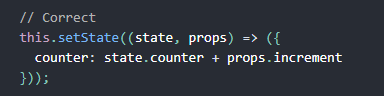 // Correct
this.setState((state, props) => ({
  counter: state.counter + props.increment
}));